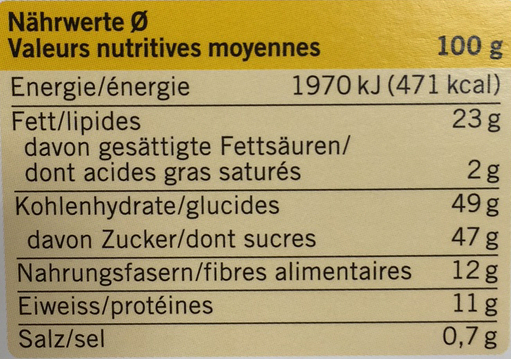 Nährwerte Ø
Valeurs nutritives moyennes 100 g
Energie/énergie 1970 kJ (471 kcal)
Fett/lipides 23 g
davon gesättigte Fettsäuren/
dont acides gras saturés 2 g
Kohlenhydrate/glucides 49 g
davon Zucker/dont sucres 47 g
Nahrungsfasern/fibres alimentaires 12 g
Eiweiss/protéines 11 g
Salz/sel 0,7 g